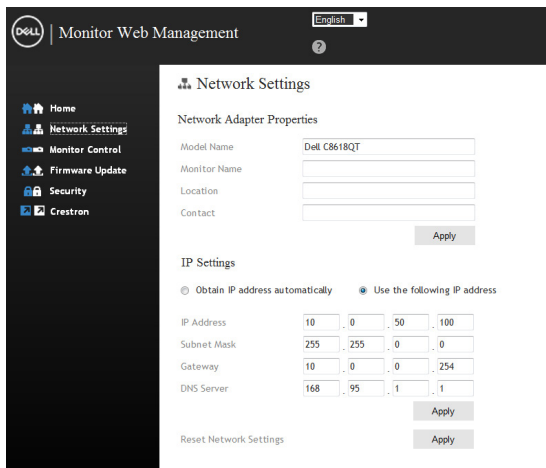 DELL
Monitor Web Management
English
?
Home
Network Settings
Monitor Control
Firmware Update
Security
Crestron
Network Settings
Network Adapter Properties
Model Name Dell C8618QT
Monitor Name
Location
Contact
Apply
IP Settings
Obtain IP address automatically Use the following IP address
IP Address 10 . 0 . 50 . 100
Subnet Mask 255 . 255 . 0 . 0
Gateway 10 . 0 . 0 . 254
DNS Server 168 . 95 . 1 . 1
Apply
Reset Network Settings Apply